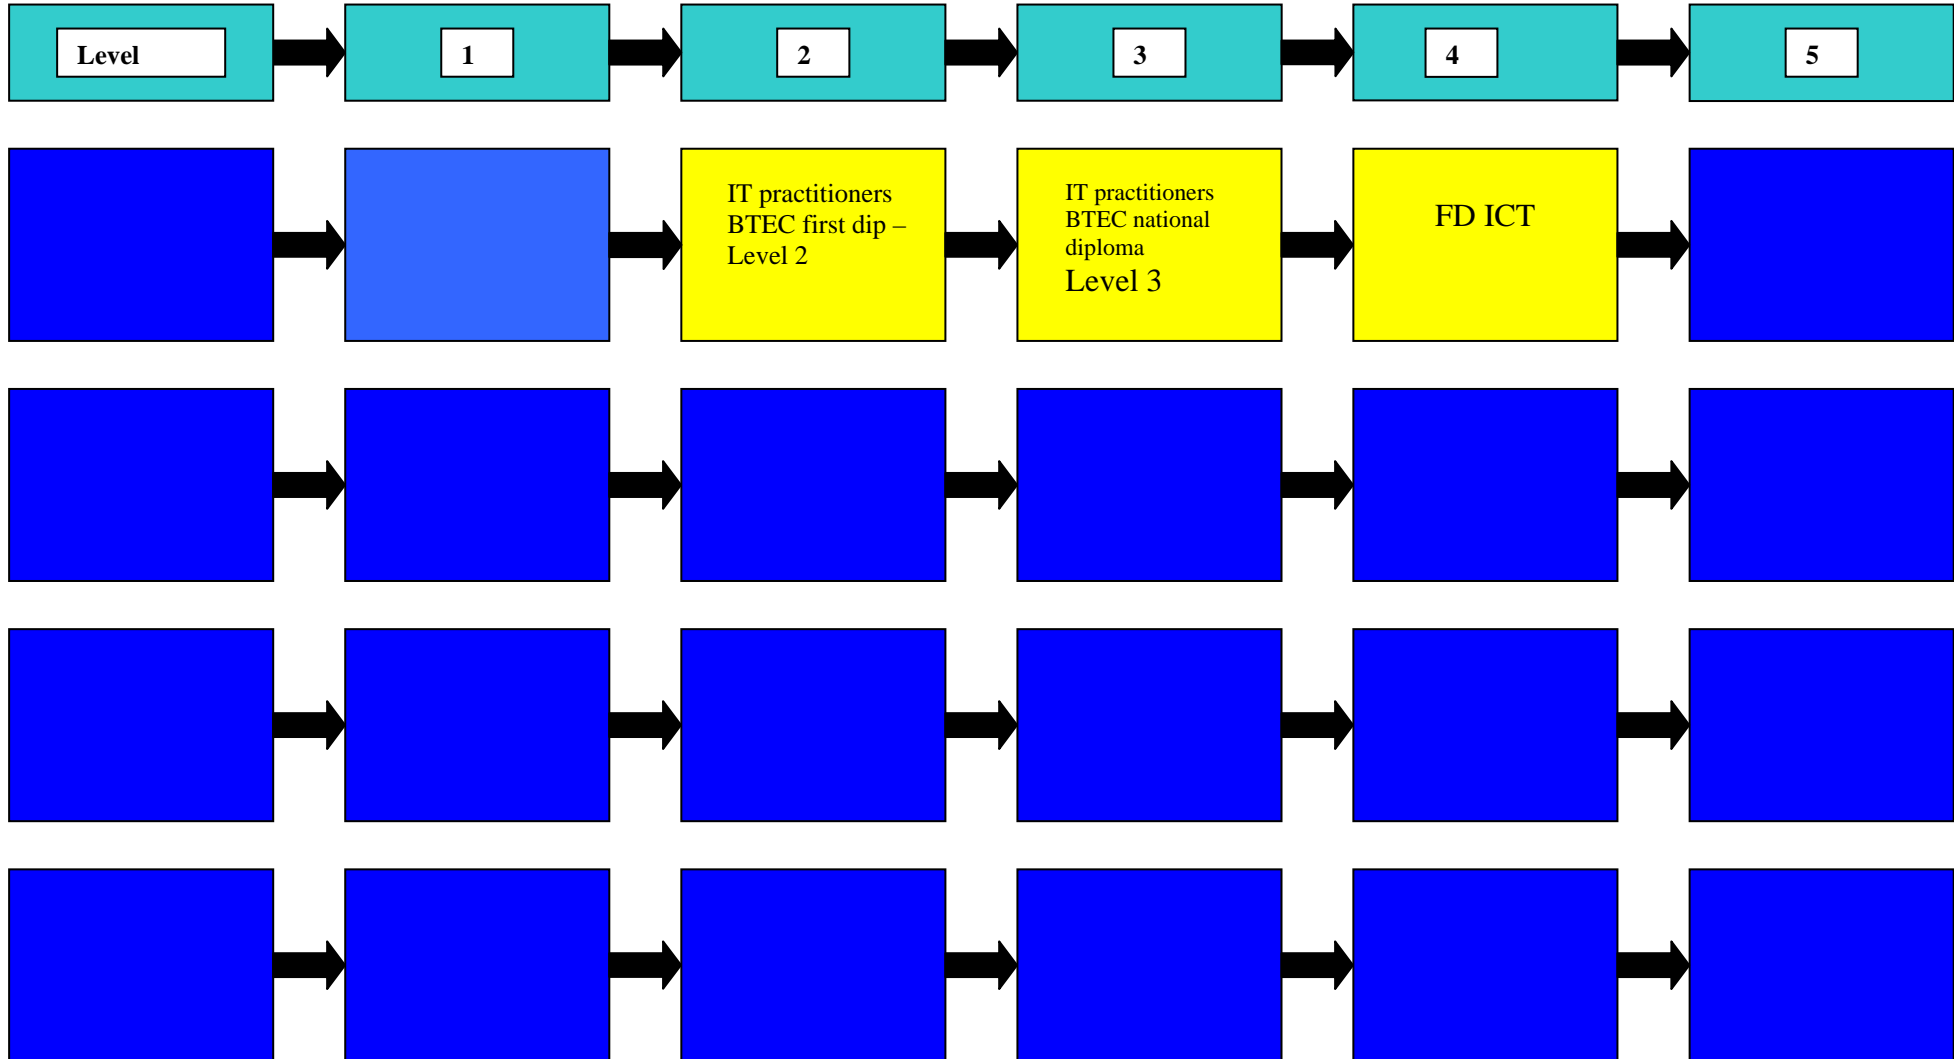 Level
1
2
3
4
5
IT practitioners
BTEC first dip –
Level 2
IT practitioners
BTEC national
diploma
Level 3
FD ICT